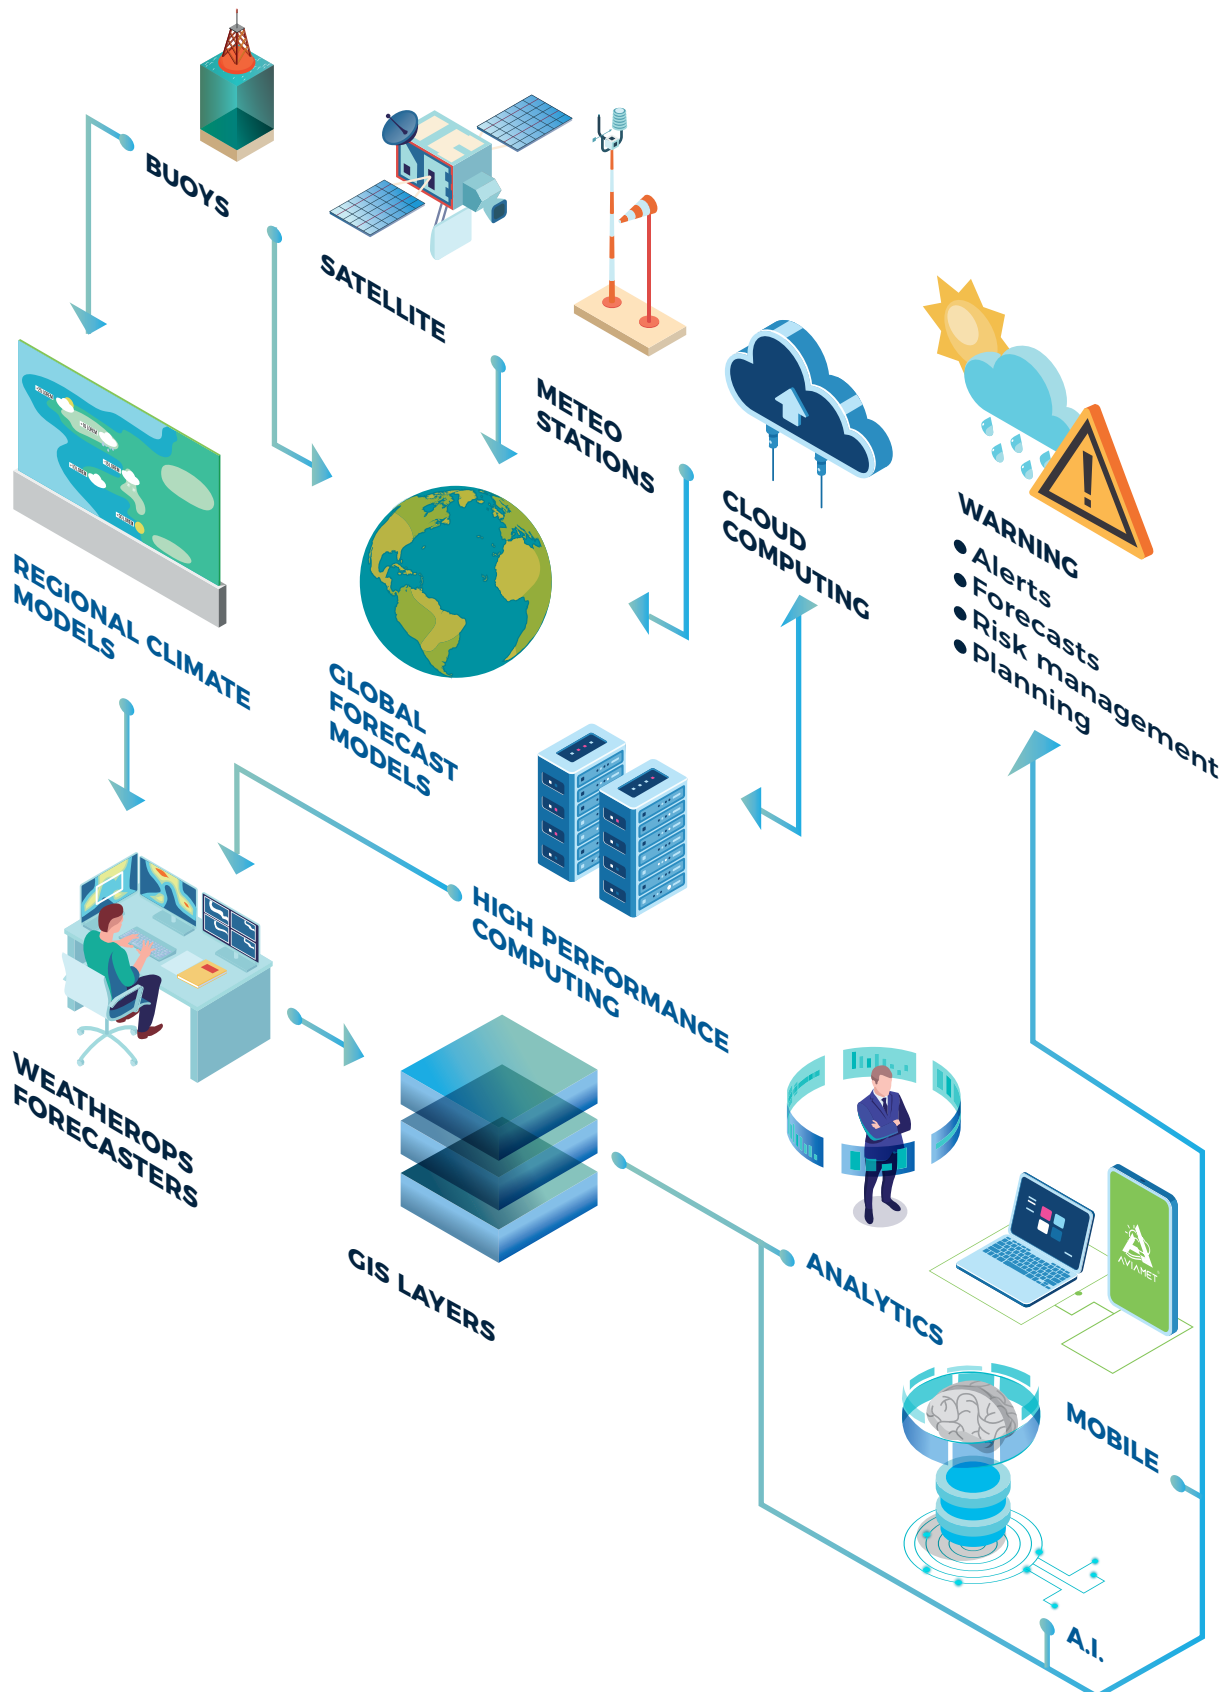 BUOYS
SATELLITE
METEO
STATIONS
CLOUD
COMPUTING
WARNING
• Alerts
• Forecasts
• Risk management
• Planning
REGIONAL CLIMATE
MODELS
GLOBAL
FORECAST
MODELS
HIGH PERFORMANCE
COMPUTING
WEATHEROPS
FORECASTERS
GIS LAYERS
ANALYTICS
AVIAMET
MOBILE
A.I.